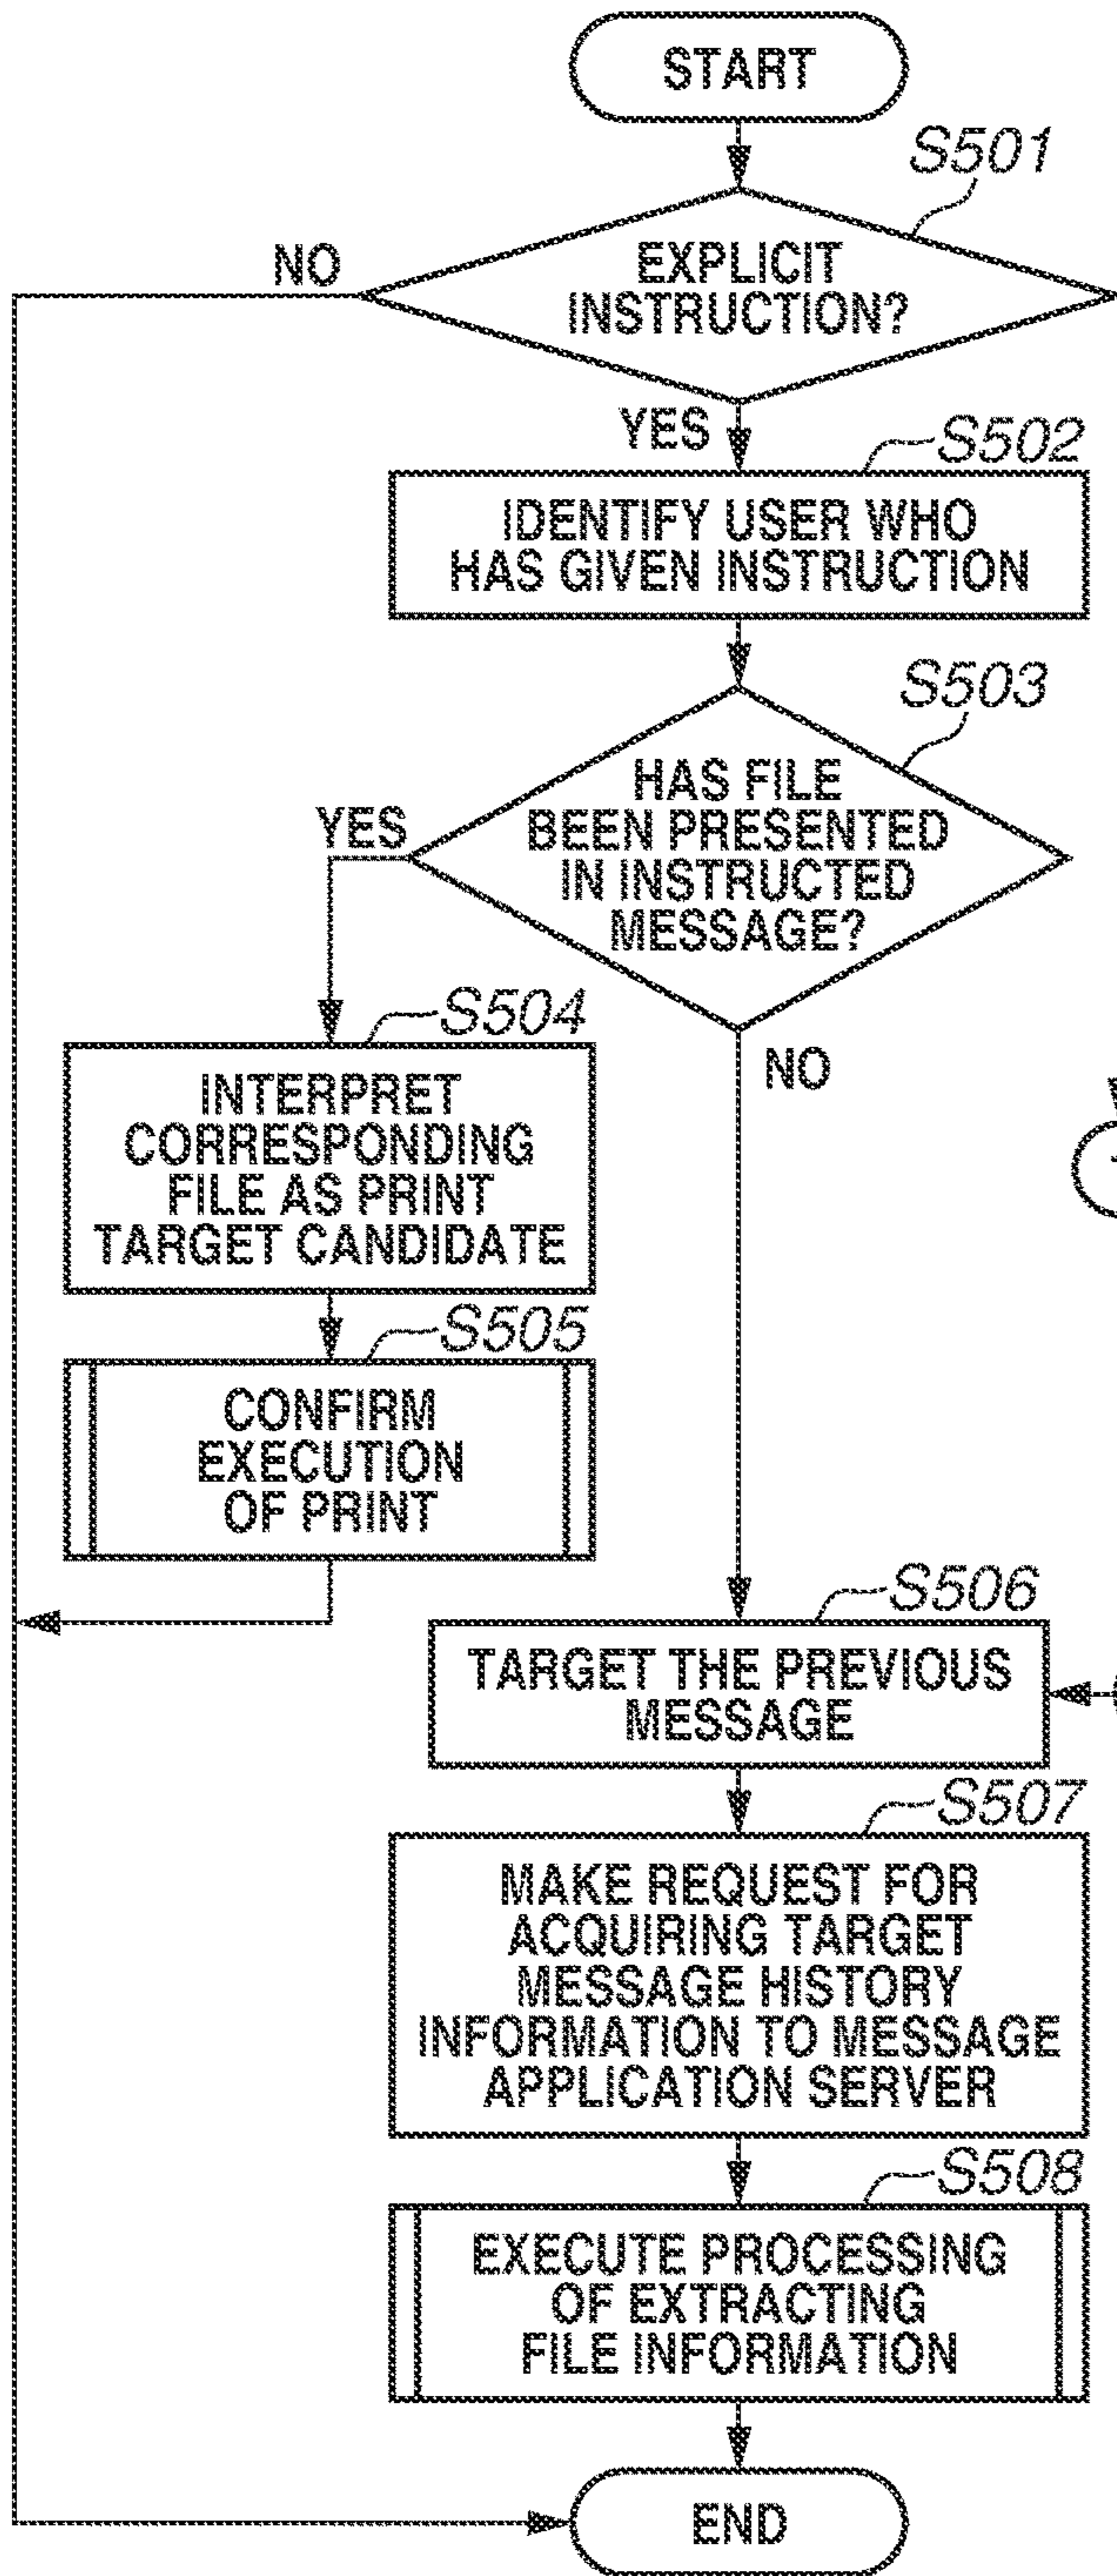 START
S501
NO
EXPLICIT
INSTRUCTION?
YES
S502
IDENTIFY USER WHO
HAS GIVEN INSTRUCTION
S503
HAS FILE
BEEN PRESENTED
IN INSTRUCTED
MESSAGE?
YES
NO
S504
INTERPRET
CORRESPONDING
FILE AS PRINT
TARGET CANDIDATE
S505
CONFIRM
EXECUTION
OF PRINT
S506
TARGET THE PREVIOUS
MESSAGE
S507
MAKE REQUEST FOR
ACQUIRING TARGET
MESSAGE HISTORY
INFORMATION TO MESSAGE
APPLICATION SERVER
S508
EXECUTE PROCESSING
OF EXTRACTING
FILE INFORMATION
END